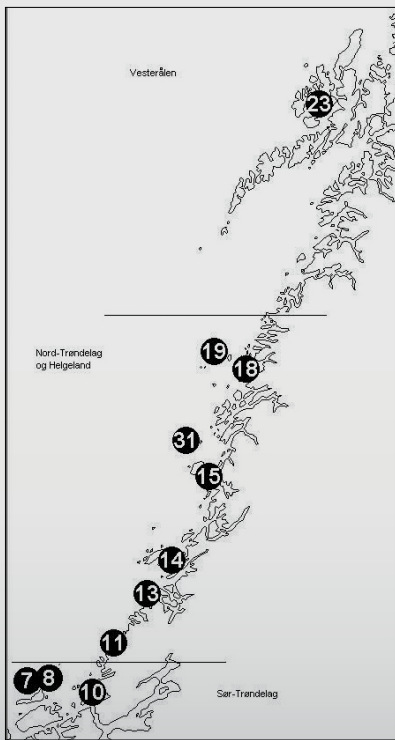 Vesterålen
23
Nord-Trøndelag
og Helgeland
19
18
31
15
14
13
11
7
8
10
Sør-Trøndelag